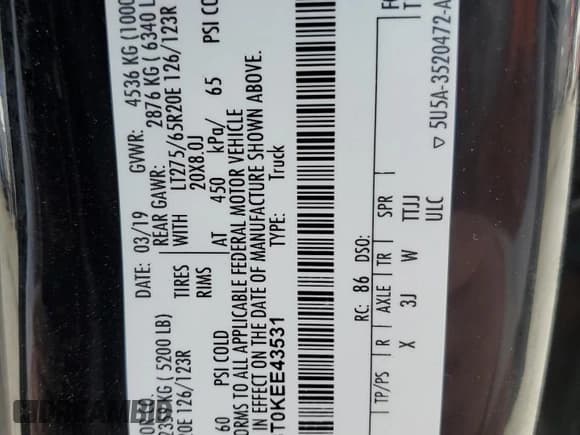 DATE: 03/19 GVWR: 4536 KG (1000
REAR GAWR: 2876 KG ( 6340 L
235 KG ( 5200 LB) WITH LT275/65R20E 126/123R
20E 126/123R TIRES 20X8.0J
RIMS
60 PSI COLD AT 450 kPa/ 65 PSI CO
ORMS TO ALL APPLICABLE FEDERAL MOTOR VEHICLE
IN EFFECT ON THE DATE OF MANUFACTURE SHOWN ABOVE.
T0KEE43531 TYPE: Truck
RC: 86 DSO:
TP/PS R AXLE TR SPR
X 3J W TTJJ
ULC
▽ 5U5A-3520472-A